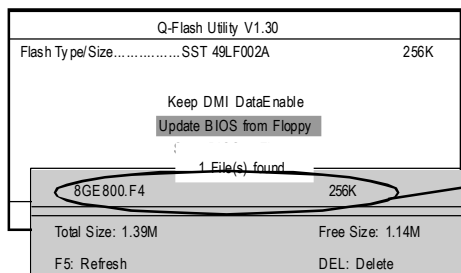 Q-Flash Utility V1.30
Flash Type/Size.................SST 49LF002A 256K
Keep DMI DataEnable
Update BIOS from Floppy
1 File(s) found
8GE800.F4 256K
Total Size: 1.39M Free Size: 1.14M
F5: Refresh DEL: Delete